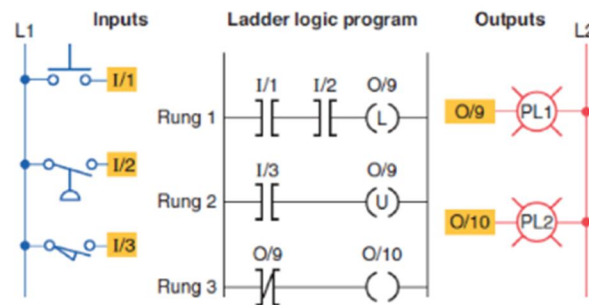 Inputs
Ladder logic program
Outputs
L1
L2
I/1
I/2
I/3
Rung 1
I/1 I/2 O/9
L
Rung 2
I/3 O/9
U
Rung 3
O/9 O/10
O/9 PL1
O/10 PL2